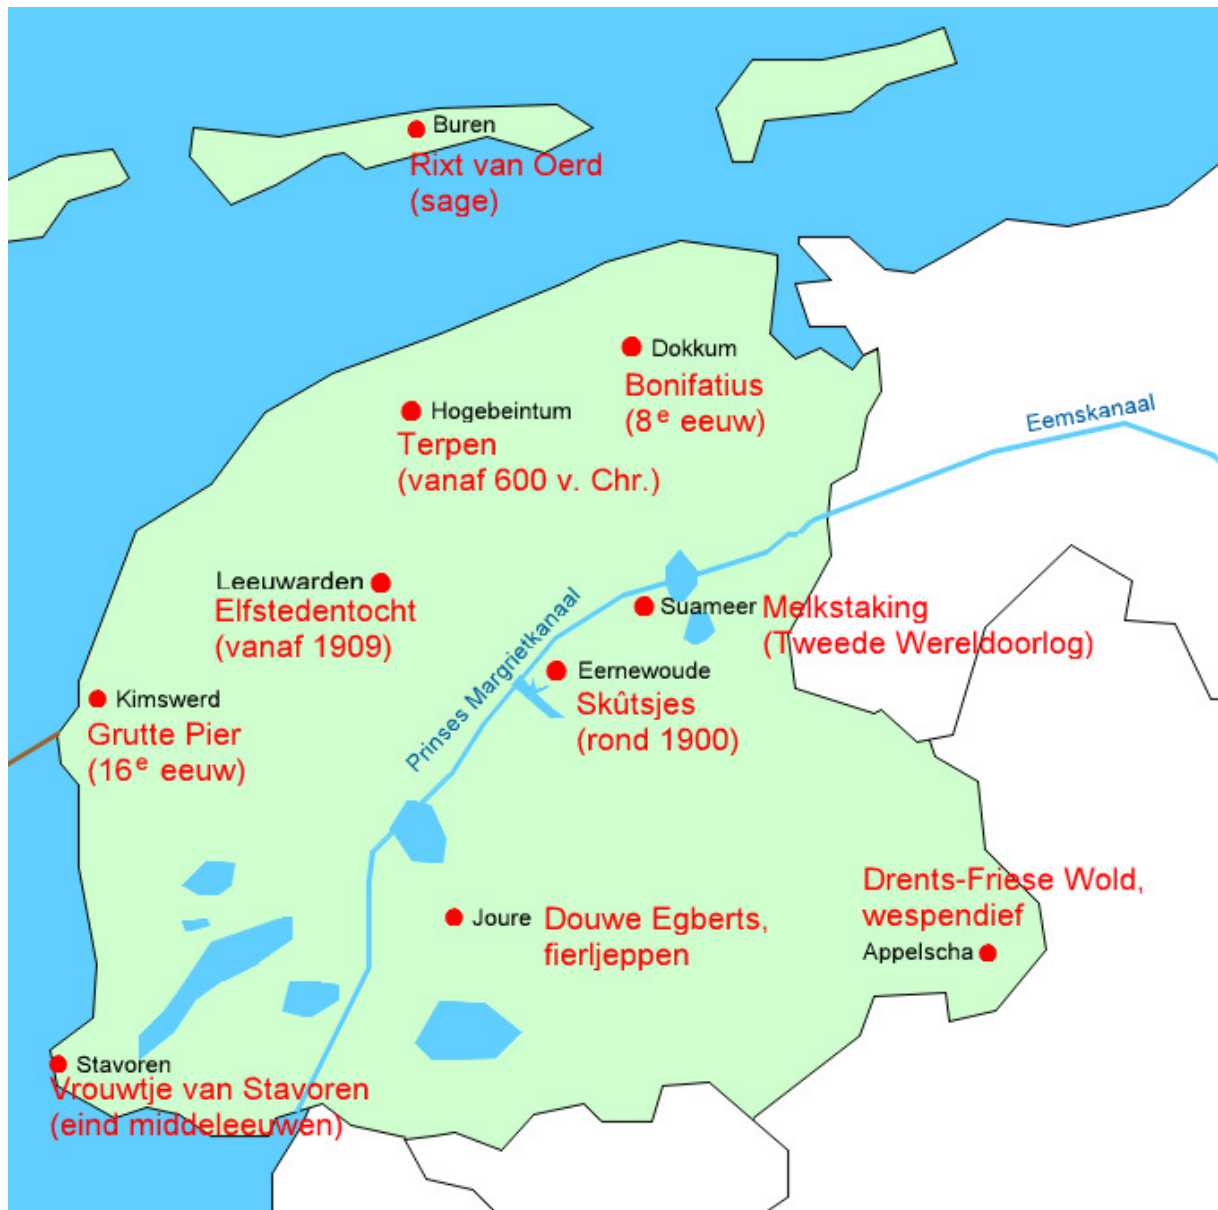 Buren
Rixt van Oerd
(sage)
Dokkum
Bonifatius
(8e eeuw)
Hogebeintum
Terpen
(vanaf 600 v. Chr.)
Eemskanaal
Leeuwarden
Elfstedentocht
(vanaf 1909)
Suameer
Melkstaking
(Tweede Wereldoorlog)
Prinses Margrietkanaal
Eernewoude
Skûtsjes
(rond 1900)
Kimswerd
Grutte Pier
(16e eeuw)
Drents-Friese Wold,
wespendief
Appelscha
Joure
Douwe Egberts,
fierljeppen
Stavoren
Vrouwtje van Stavoren
(eind middeleeuwen)